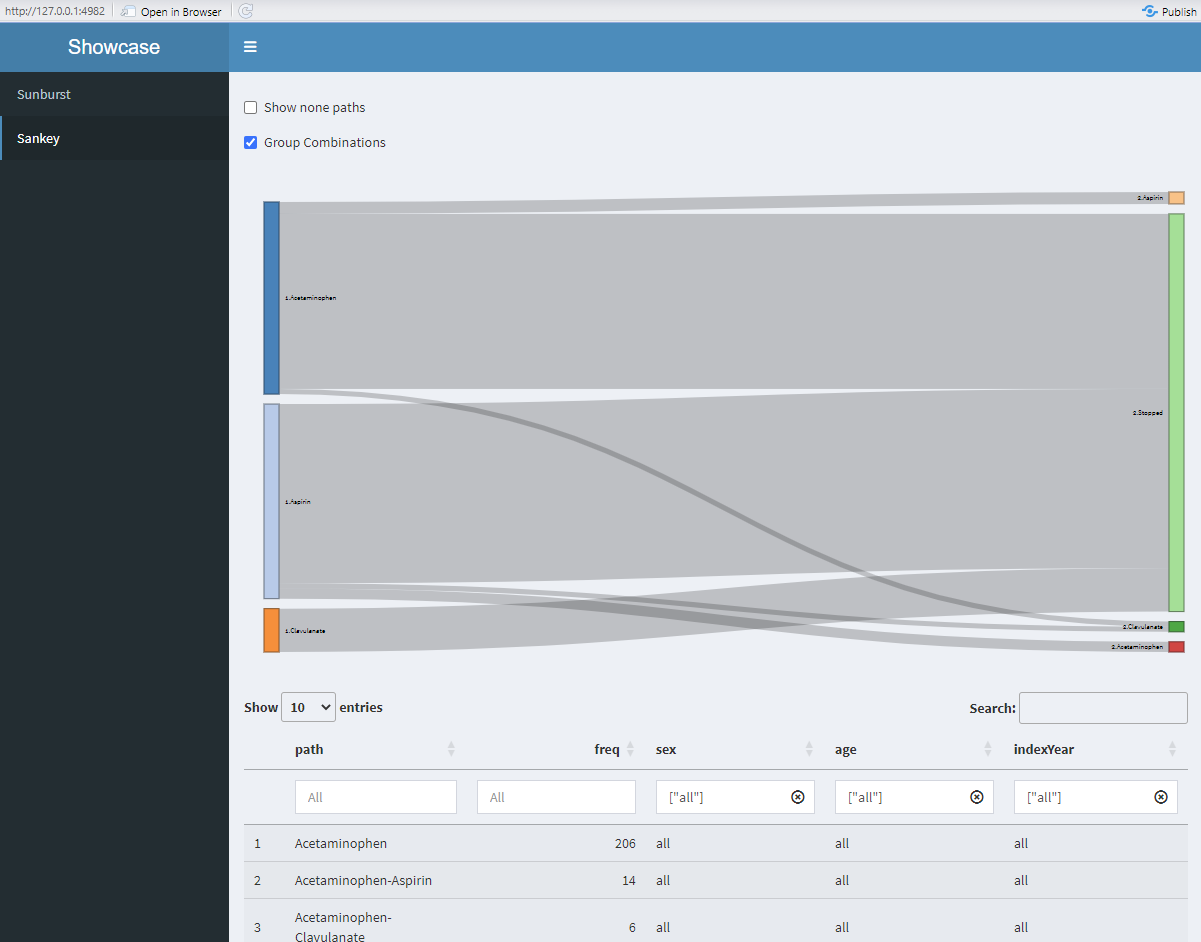 http://127.0.0.1:4982 Open in Browser Publish
Showcase
Sunburst
Sankey
Show none paths
Group Combinations
2.Aspirin
1.Acetaminophen
2.Stopped
1.Aspirin
2.Clavulanate
1.Clavulanate
2.Acetaminophen
Show 10 entries Search:
path freq sex age indexYear
All All ["all"] ["all"] ["all"]
1 Acetaminophen 206 all all all
2 Acetaminophen-Aspirin 14 all all all
Acetaminophen-
3 6 all all all
Clavulanate